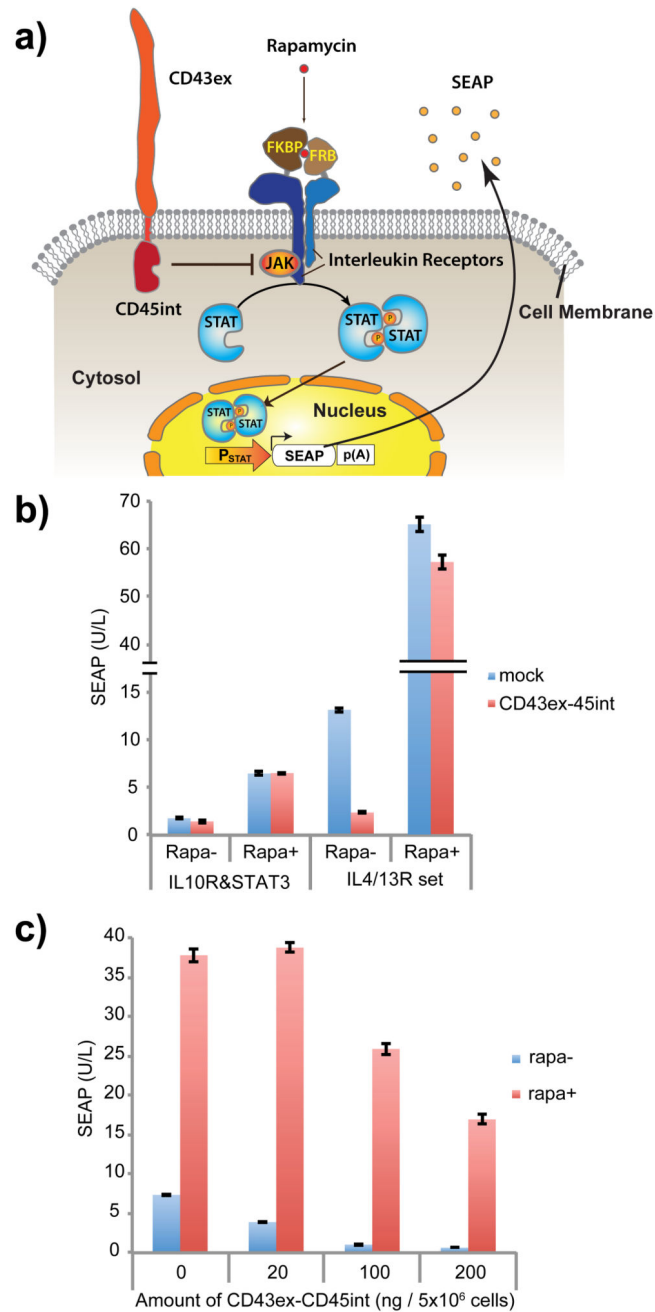 a)
Rapamycin
CD43ex
SEAP
FKBP
FRB
JAK
Interleukin Receptors
CD45int
Cell Membrane
STAT
STAT
P
P
STAT
Cytosol
Nucleus
STAT
P
P
STAT
PSTAT
SEAP
p(A)
b)
70
60
50
40
15
10
5
0
SEAP (U/L)
mock
CD43ex-45int
Rapa- Rapa+ Rapa- Rapa+
IL10R&STAT3 IL4/13R set
c)
40
35
30
25
20
15
10
5
0
SEAP (U/L)
rapa-
rapa+
0 20 100 200
Amount of CD43ex-CD45int (ng / 5x10⁶ cells)